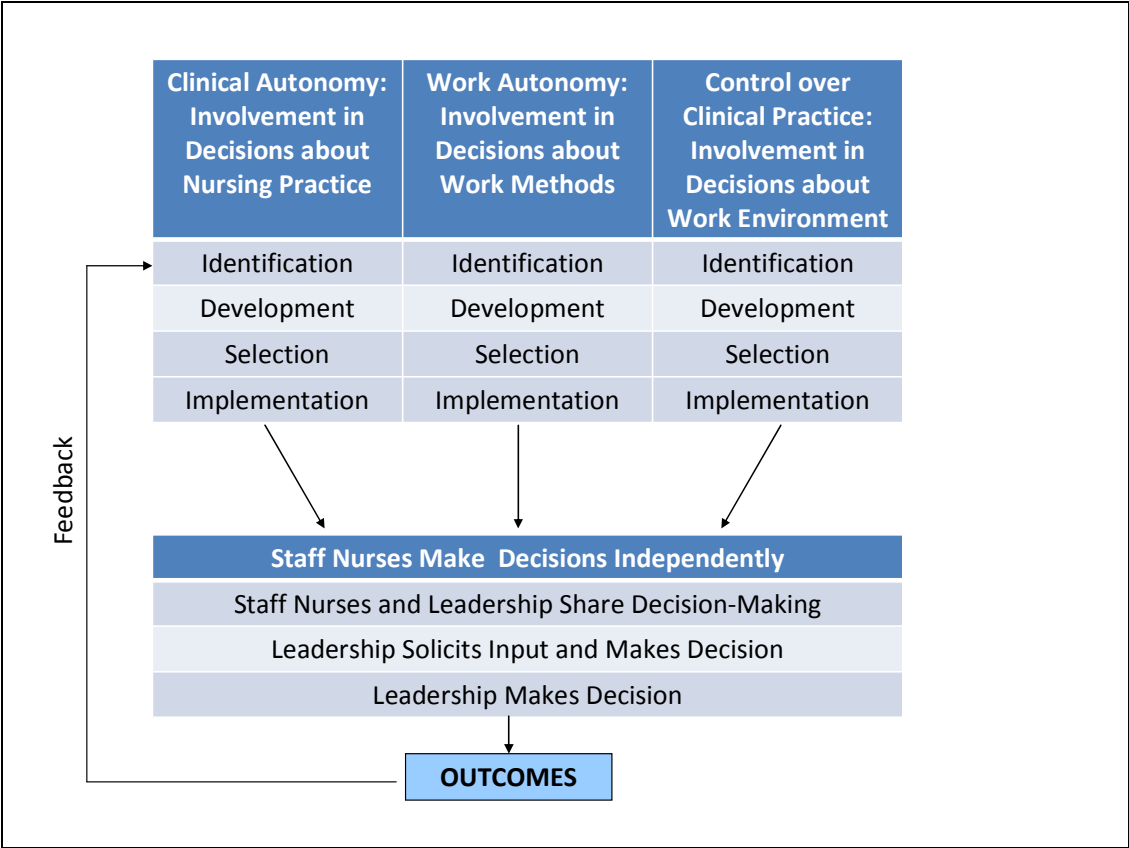 Clinical Autonomy:
Involvement in
Decisions about
Nursing Practice
Work Autonomy:
Involvement in
Decisions about
Work Methods
Control over
Clinical Practice:
Involvement in
Decisions about
Work Environment
Identification
Identification
Identification
Development
Development
Development
Selection
Selection
Selection
Implementation
Implementation
Implementation
Feedback
Staff Nurses Make  Decisions Independently
Staff Nurses and Leadership Share Decision-Making
Leadership Solicits Input and Makes Decision
Leadership Makes Decision
OUTCOMES